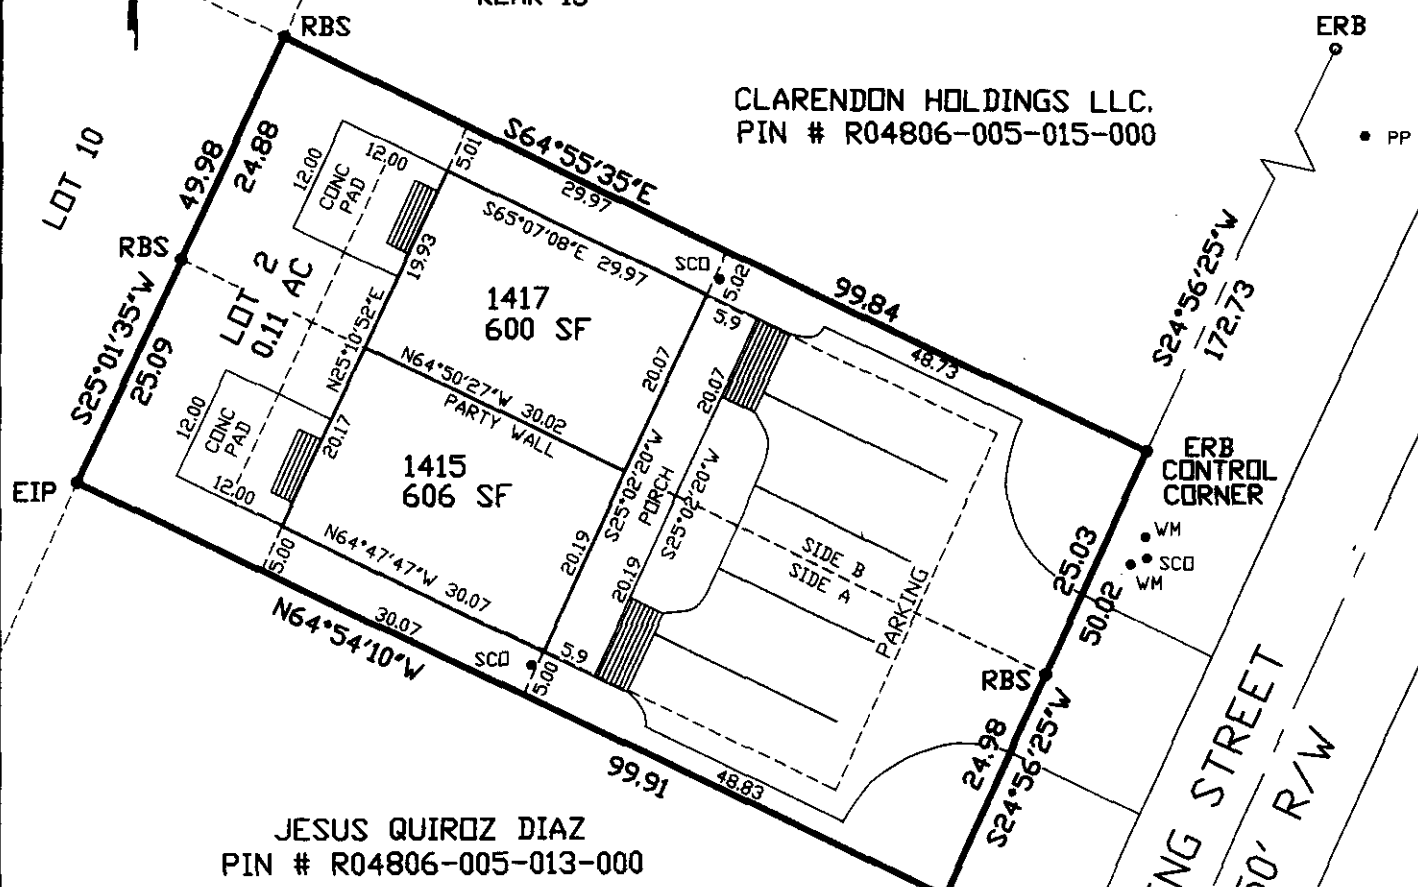 RBS
ERB
CLARENDON HOLDINGS LLC.
PIN # R04806-005-015-000
PP
LOT 10
49.98
24.88
12.00
12.00
CONC
PAD
5.01
S64°55'35"E
29.97
S65°07'08"E 29.97
SCO
5.02
99.84
48.73
S24°56'25"W
172.73
RBS
LOT 2
0.11 AC
19.93
1417
600 SF
5.9
20.07
20.07
S25°01'35"W
25.09
N25°10'52"E
N64°50'27"W 30.02
PARTY WALL
12.00
CONC
PAD
12.00
20.17
1415
606 SF
S25°02'20"W
PORCH
S25°02'20"W
ERB
CONTROL
CORNER
EIP
WM
SCO
WM
N64°47'47"W 30.07
5.00
20.19
20.19
SIDE B
SIDE A
PARKING
25.03
50.02
N64°54'10"W
30.07
SCO
5.9
5.00
RBS
24.98
S24°56'25"W
99.91
48.83
STREET
R/W
JESUS QUIROZ DIAZ
PIN # R04806-005-013-000